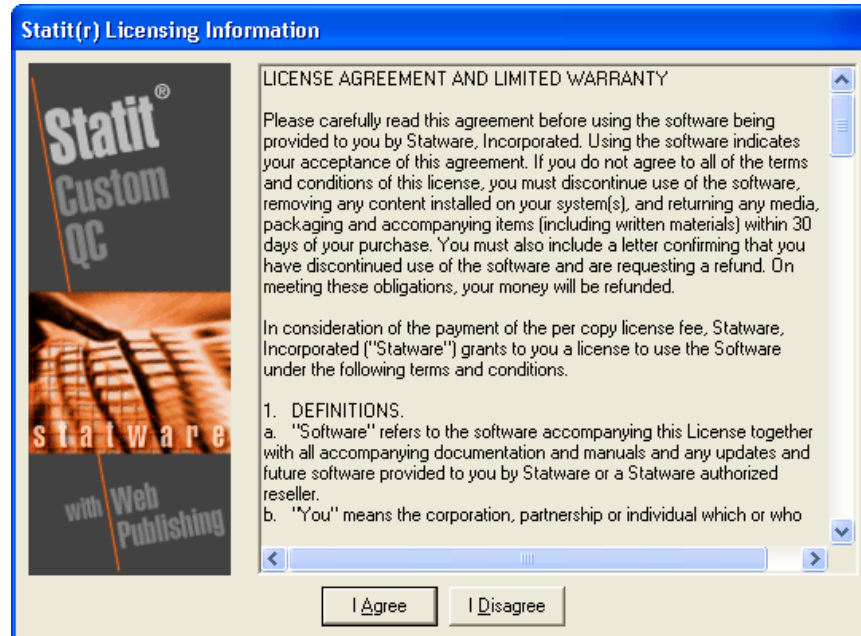 Statit(r) Licensing Information
Statit®
Custom
QC
statware
with Web
Publishing
LICENSE AGREEMENT AND LIMITED WARRANTY
Please carefully read this agreement before using the software being
provided to you by Statware, Incorporated. Using the software indicates
your acceptance of this agreement. If you do not agree to all of the terms
and conditions of this license, you must discontinue use of the software,
removing any content installed on your system(s), and returning any media,
packaging and accompanying items (including written materials) within 30
days of your purchase. You must also include a letter confirming that you
have discontinued use of the software and are requesting a refund. On
meeting these obligations, your money will be refunded.
In consideration of the payment of the per copy license fee, Statware,
Incorporated ("Statware") grants to you a license to use the Software
under the following terms and conditions.
1. DEFINITIONS.
a. "Software" refers to the software accompanying this License together
with all accompanying documentation and manuals and any updates and
future software provided to you by Statware or a Statware authorized
reseller.
b. "You" means the corporation, partnership or individual which or who
I Agree
I Disagree